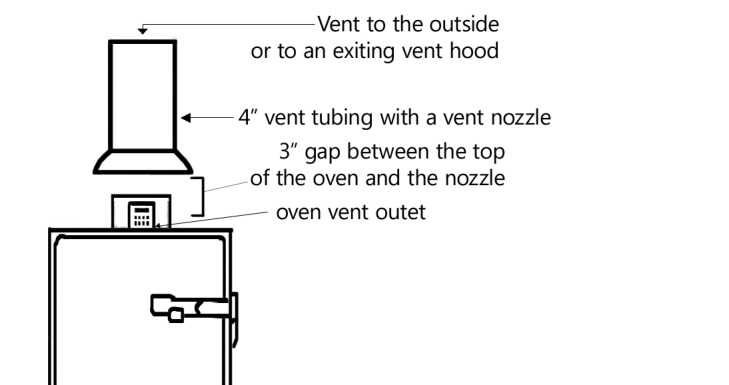 Vent to the outside
or to an exiting vent hood
4" vent tubing with a vent nozzle
3" gap between the top
of the oven and the nozzle
oven vent outet